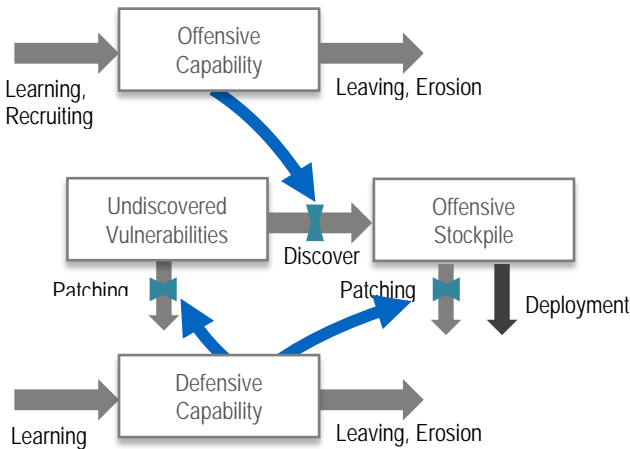 Offensive
Capability
Learning,
Recruiting
Leaving, Erosion
Undiscovered
Vulnerabilities
Discover
Offensive
Stockpile
Patching
Patching
Deployment
Defensive
Capability
Learning
Leaving, Erosion